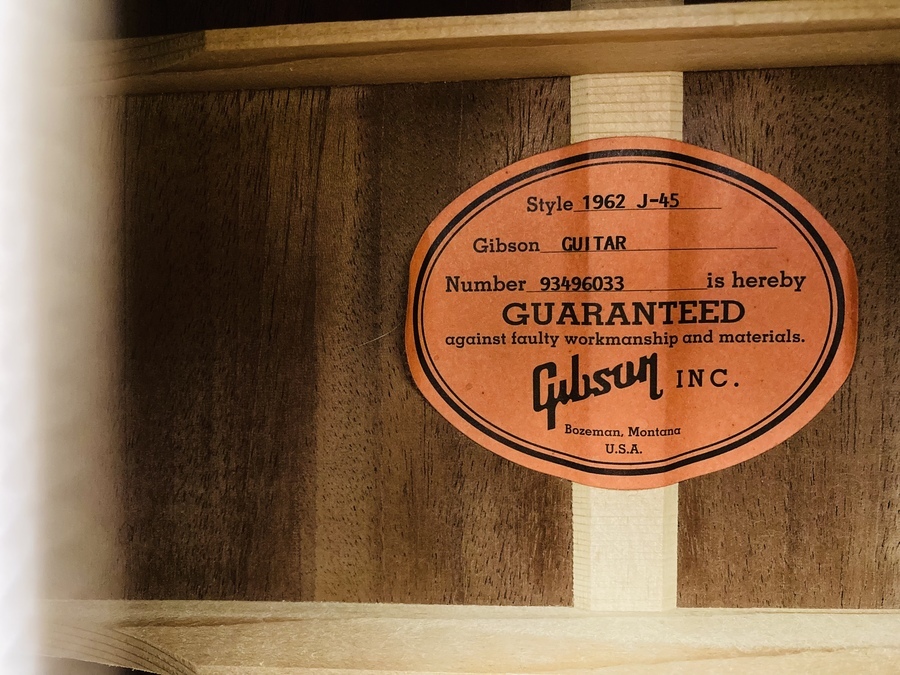 Style 1962 J-45
Gibson GUITAR
Number 93496033 is hereby
GUARANTEED
against faulty workmanship and materials.
Gibson INC.
Bozeman, Montana
U.S.A.